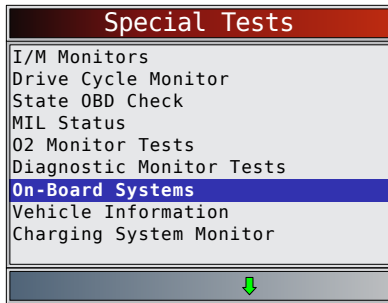 Special Tests
I/M Monitors
Drive Cycle Monitor
State OBD Check
MIL Status
O2 Monitor Tests
Diagnostic Monitor Tests
On-Board Systems
Vehicle Information
Charging System Monitor